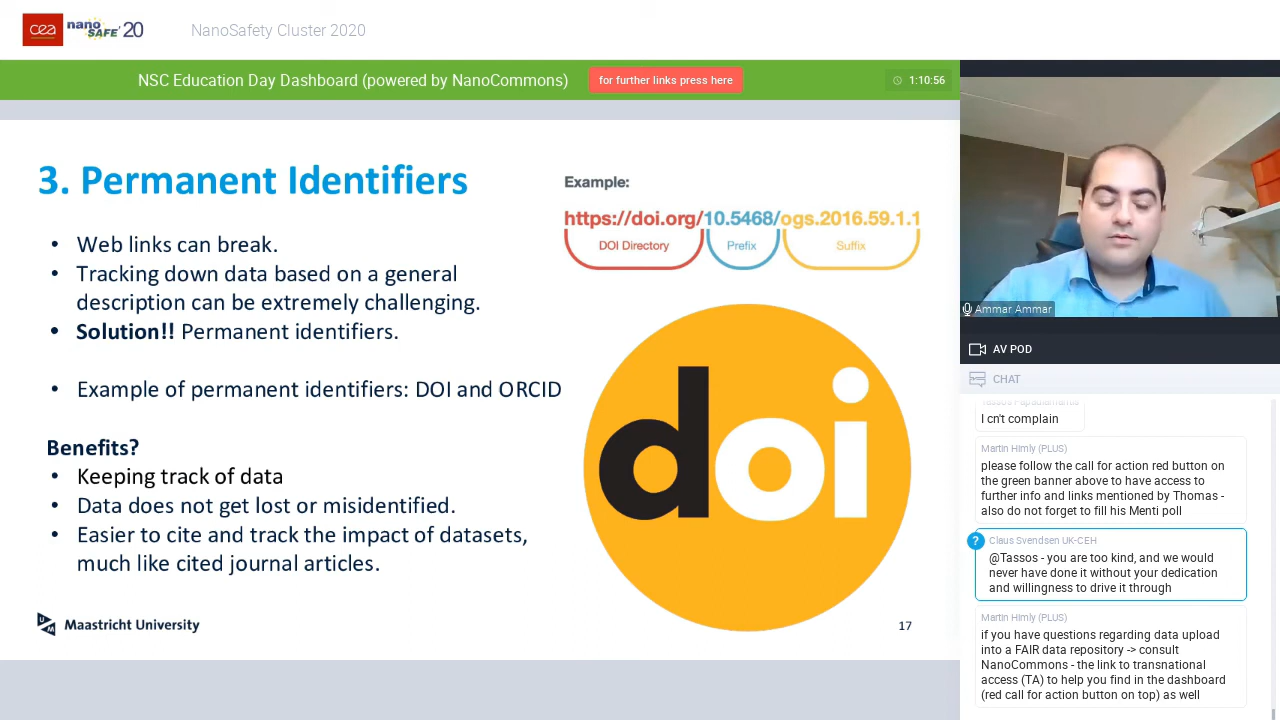 cea nano SAFE' 20
NanoSafety Cluster 2020
NSC Education Day Dashboard (powered by NanoCommons)
for further links press here
1:10:56
3. Permanent Identifiers
• Web links can break.
• Tracking down data based on a general
description can be extremely challenging.
• Solution!! Permanent identifiers.
• Example of permanent identifiers: DOI and ORCID
Benefits?
• Keeping track of data
• Data does not get lost or misidentified.
• Easier to cite and track the impact of datasets,
much like cited journal articles.
Example:
https://doi.org/10.5468/ogs.2016.59.1.1
DOI Directory
Prefix
Suffix
doi
UM
Maastricht University
17
Ammar Ammar
AV POD
CHAT
I cn't complain
Martin Himly (PLUS)
please follow the call for action red button on
the green banner above to have access to
further info and links mentioned by Thomas -
also do not forget to fill his Menti poll
?
Claus Svendsen UK-CEH
@Tassos - you are too kind, and we would
never have done it without your dedication
and willingness to drive it through
Martin Himly (PLUS)
if you have questions regarding data upload
into a FAIR data repository -> consult
NanoCommons - the link to transnational
access (TA) to help you find in the dashboard
(red call for action button on top) as well